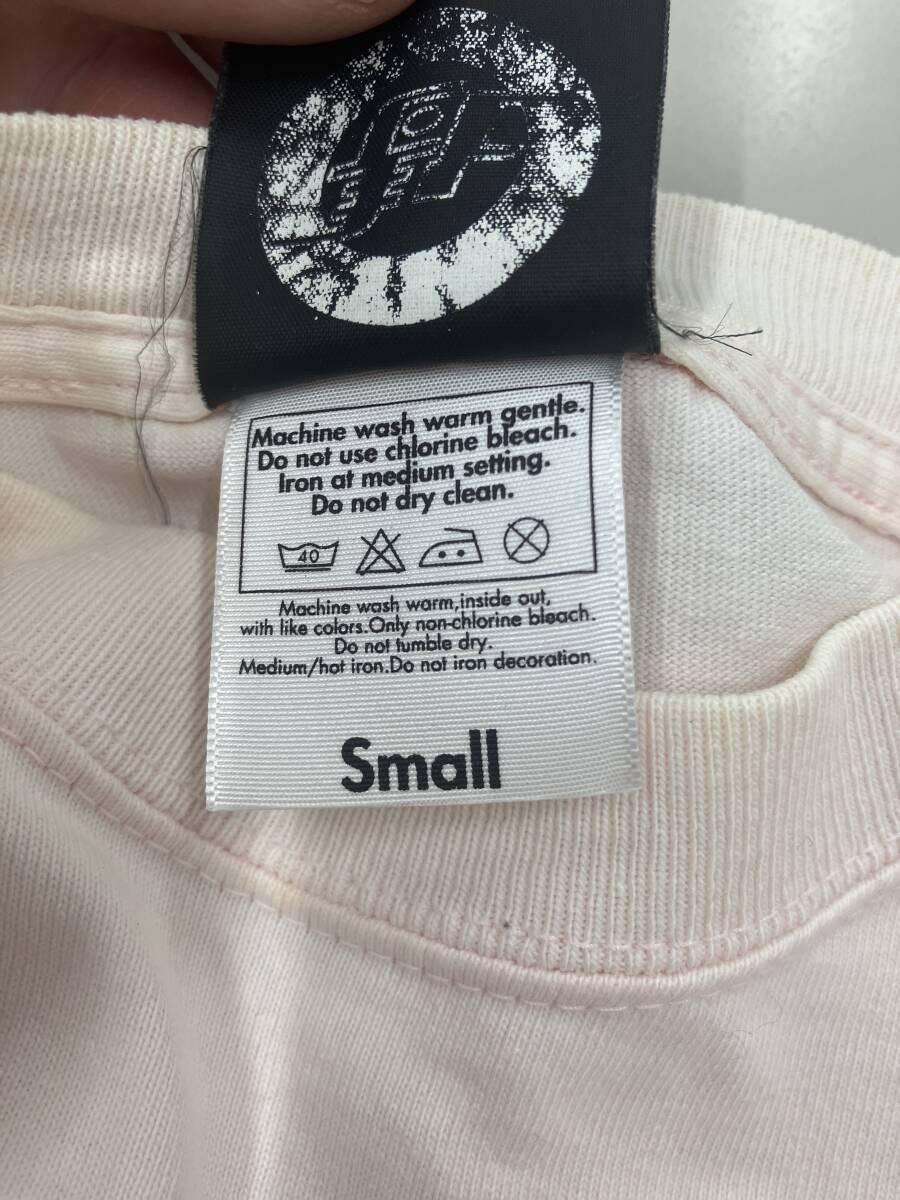 Machine wash warm gentle.
Do not use chlorine bleach.
Iron at medium setting.
Do not dry clean.
40
Machine wash warm,inside out,
with like colors.Only non-chlorine bleach.
Do not tumble dry.
Medium/hot iron.Do not iron decoration.
Small